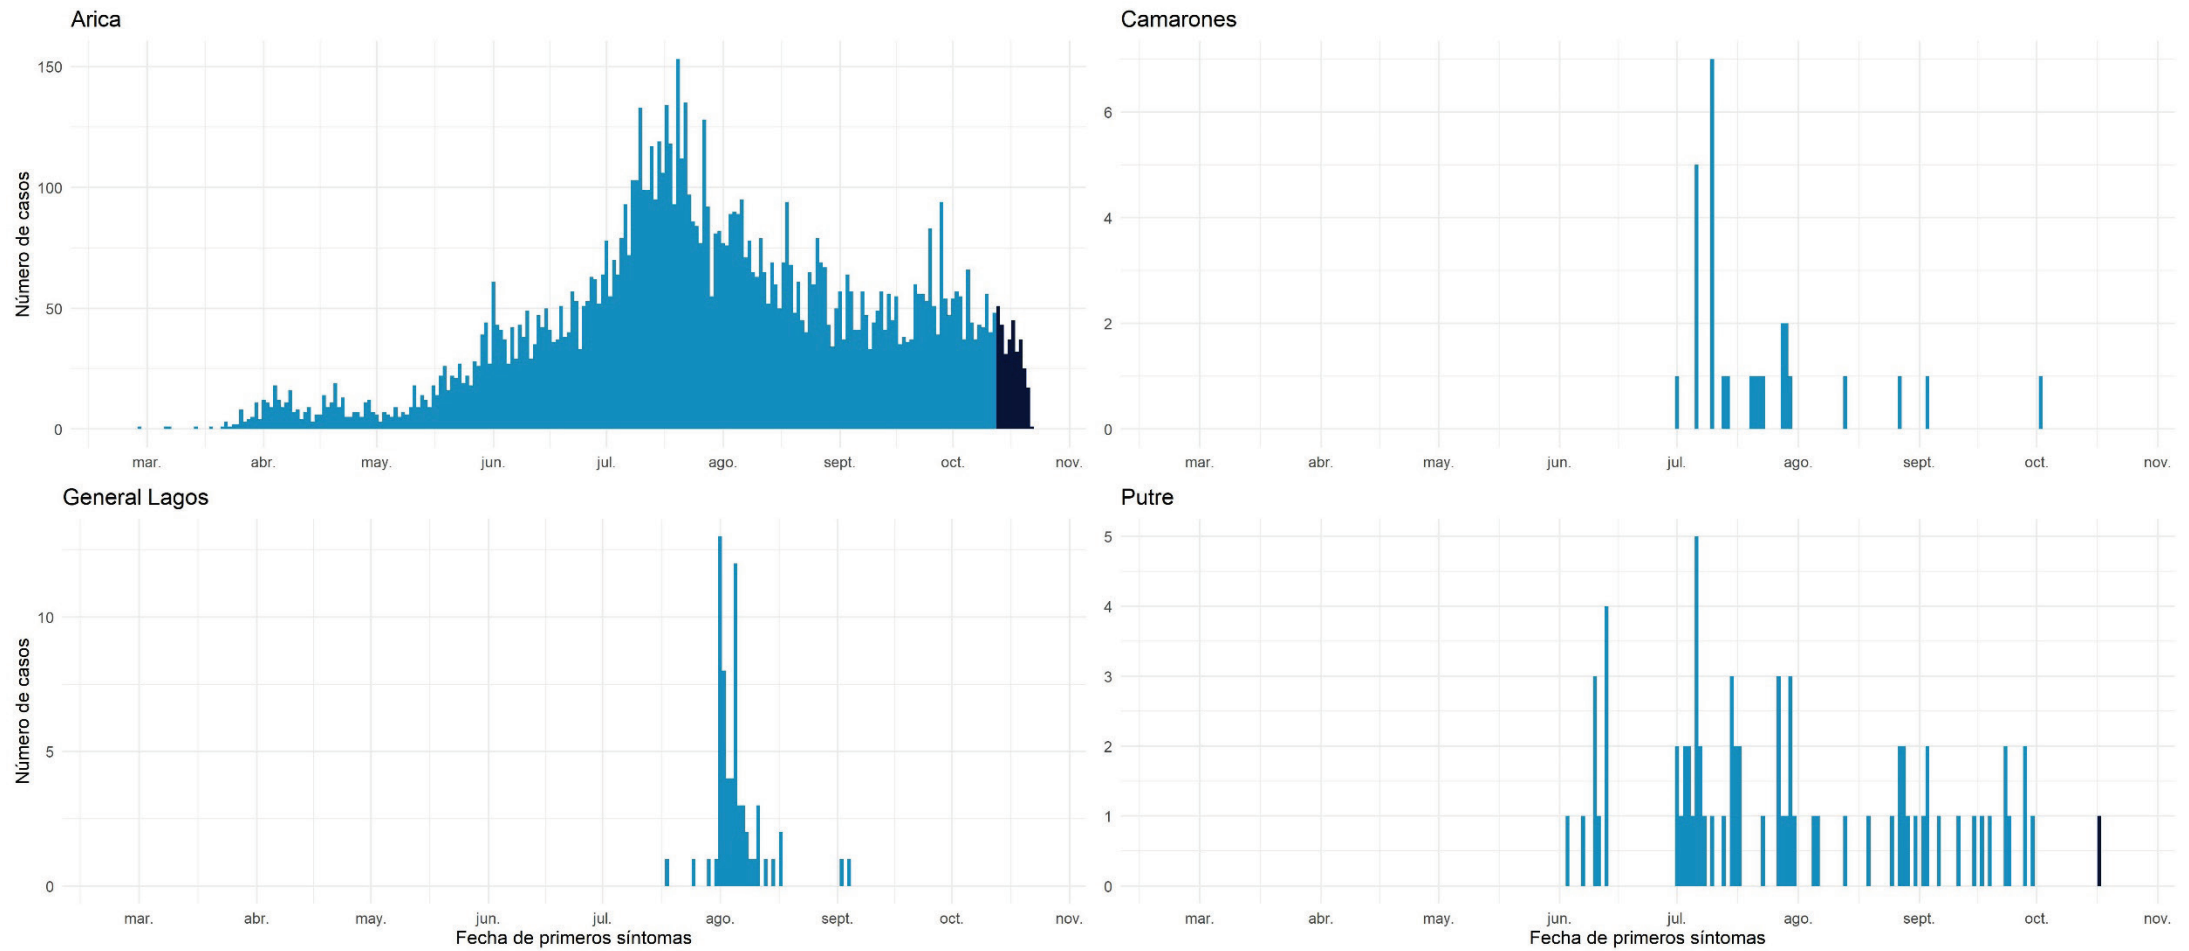 Arica
Camarones
Número de casos
150
100
50
0
6
4
2
0
mar. abr. may. jun. jul. ago. sept. oct. nov.
mar. abr. may. jun. jul. ago. sept. oct. nov.
General Lagos
Putre
Número de casos
10
5
0
5
4
3
2
1
0
mar. abr. may. jun. jul. ago. sept. oct. nov.
mar. abr. may. jun. jul. ago. sept. oct. nov.
Fecha de primeros síntomas
Fecha de primeros síntomas